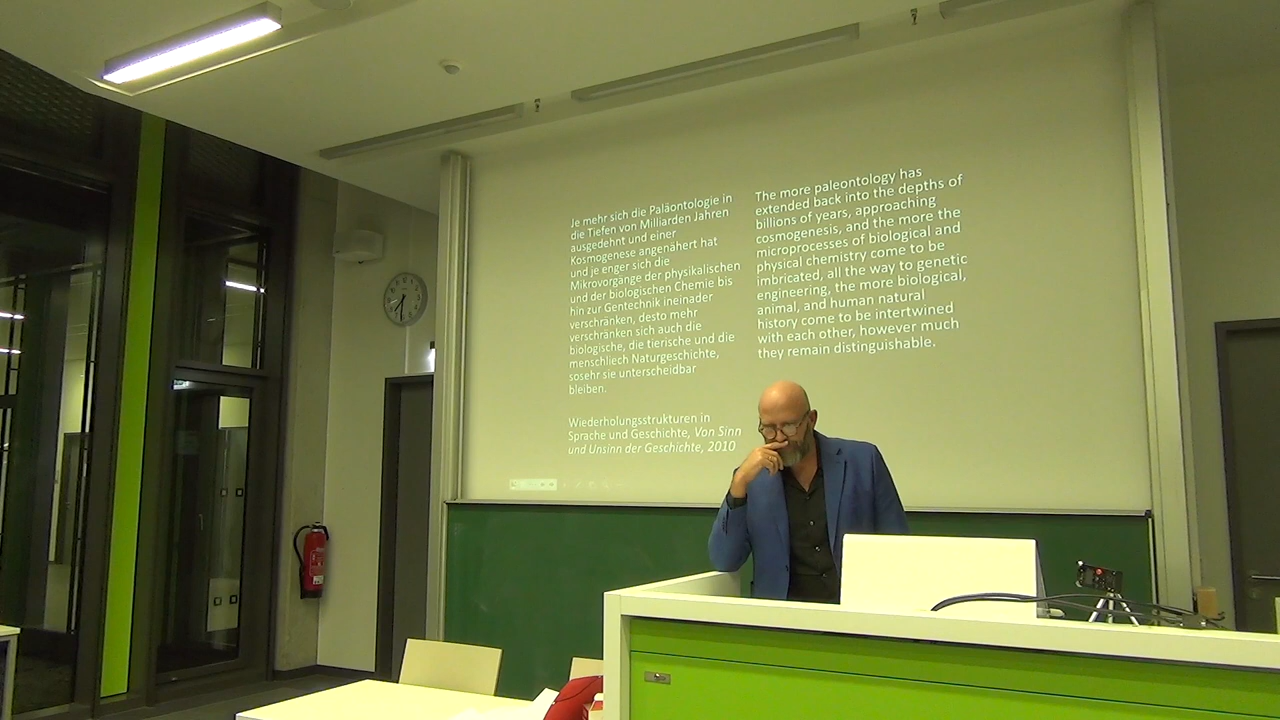 Je mehr sich die Paläontologie in
die Tiefen von Milliarden Jahren
ausgedehnt und einer
Kosmogenese angenähert hat
und je enger sich die
Mikrovorgänge der physikalischen
und der biologischen Chemie bis
hin zur Gentechnik ineinader
verschränken, desto mehr
verschränken sich auch die
biologische, die tierische und die
menschliech Naturgeschichte,
sosehr sie unterscheidbar
bleiben.
Wiederholungsstrukturen in
Sprache und Geschichte, Von Sinn
und Unsinn der Geschichte, 2010
The more paleontology has
extended back into the depths of
billions of years, approaching
cosmogenesis, and the more the
microprocesses of biological and
physical chemistry come to be
imbricated, all the way to genetic
engineering, the more biological,
animal, and human natural
history come to be intertwined
with each other, however much
they remain distinguishable.